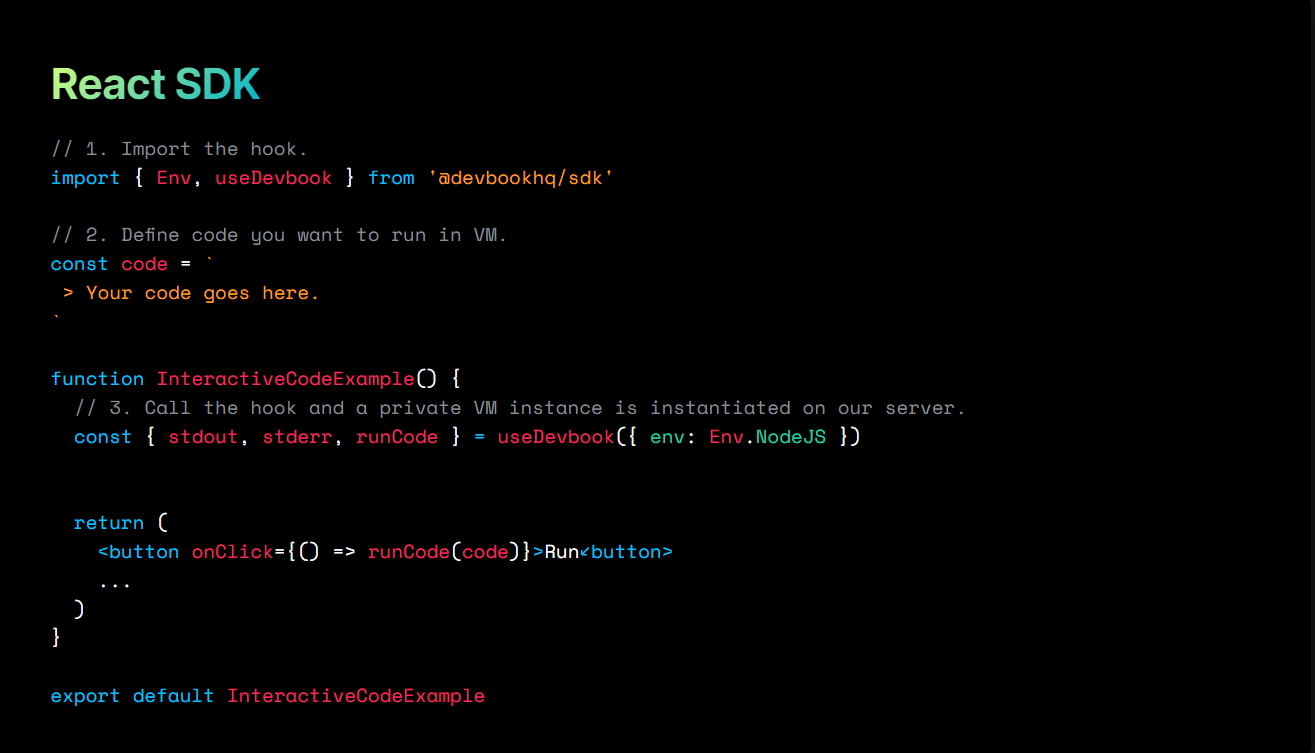 React SDK
// 1. Import the hook.
import { Env, useDevbook } from '@devbookhq/sdk'
// 2. Define code you want to run in VM.
const code = `
> Your code goes here.
`
function InteractiveCodeExample() {
// 3. Call the hook and a private VM instance is instantiated on our server.
const { stdout, stderr, runCode } = useDevbook({ env: Env.NodeJS })
return (
<button onClick={() => runCode(code)}>Run</button>
...
)
}
export default InteractiveCodeExample